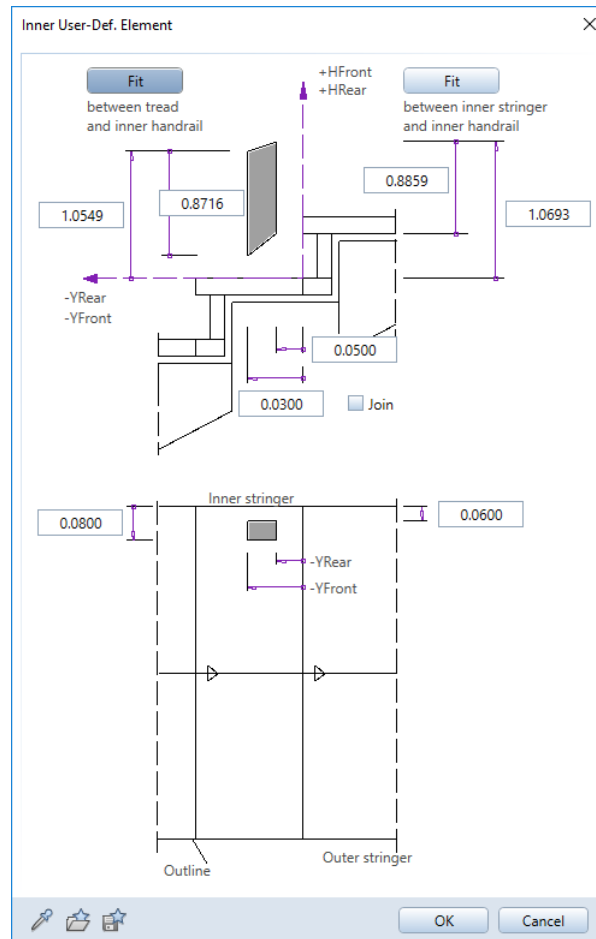 Inner User-Def. Element
Fit
between tread
and inner handrail
+HFront
+HRear
Fit
between inner stringer
and inner handrail
1.0549
0.8716
0.8859
1.0693
-YRear
-YFront
0.0500
0.0300
Join
Inner stringer
0.0800
0.0600
-YRear
-YFront
Outline
Outer stringer
OK
Cancel